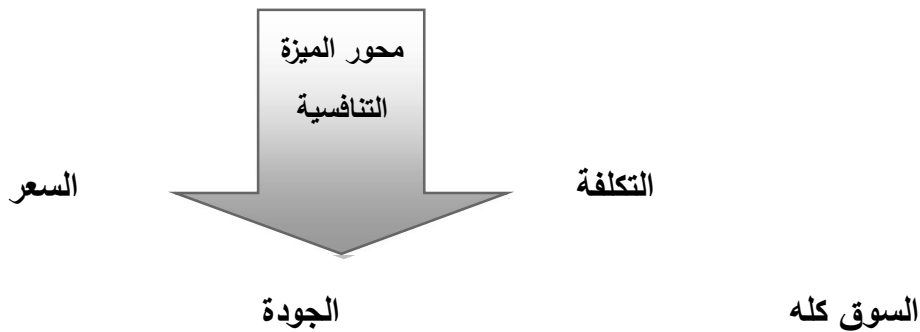 محور الميزة
التنافسية
التكلفة
السعر
السوق كله
الجودة